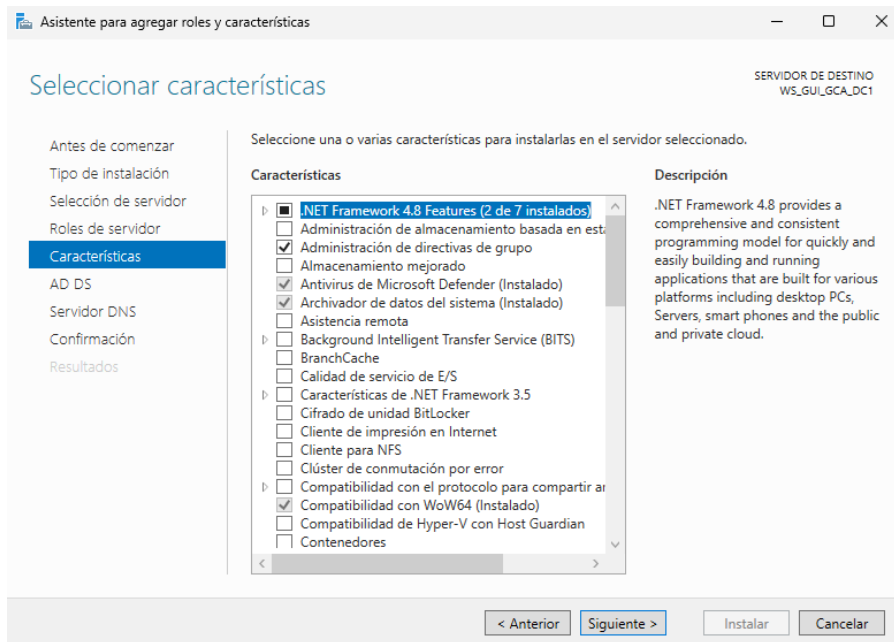 Asistente para agregar roles y características
Seleccionar características
SERVIDOR DE DESTINO
WS_GUI_GCA_DC1
Antes de comenzar
Tipo de instalación
Selección de servidor
Roles de servidor
Características
AD DS
Servidor DNS
Confirmación
Resultados
Seleccione una o varias características para instalarlas en el servidor seleccionado.
Características
.NET Framework 4.8 Features (2 de 7 instalados)
Administración de almacenamiento basada en está
Administración de directivas de grupo
Almacenamiento mejorado
Antivirus de Microsoft Defender (Instalado)
Archivador de datos del sistema (Instalado)
Asistencia remota
Background Intelligent Transfer Service (BITS)
BranchCache
Calidad de servicio de E/S
Características de .NET Framework 3.5
Cifrado de unidad BitLocker
Cliente de impresión en Internet
Cliente para NFS
Clúster de conmutación por error
Compatibilidad con el protocolo para compartir ar
Compatibilidad con WoW64 (Instalado)
Compatibilidad de Hyper-V con Host Guardian
Contenedores
Descripción
.NET Framework 4.8 provides a
comprehensive and consistent
programming model for quickly and
easily building and running
applications that are built for various
platforms including desktop PCs,
Servers, smart phones and the public
and private cloud.
< Anterior
Siguiente >
Instalar
Cancelar